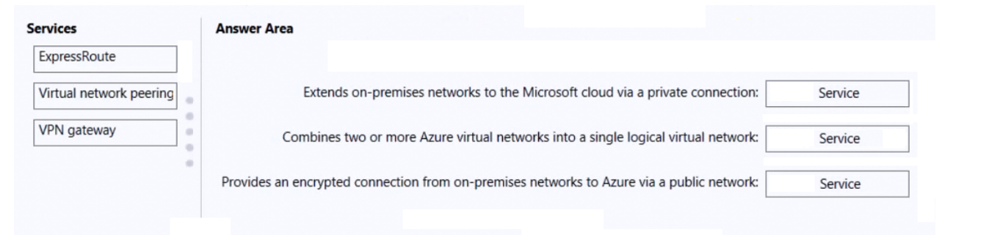 Services
Answer Area
ExpressRoute
Virtual network peering
VPN gateway
Extends on-premises networks to the Microsoft cloud via a private connection: Service
Combines two or more Azure virtual networks into a single logical virtual network: Service
Provides an encrypted connection from on-premises networks to Azure via a public network: Service